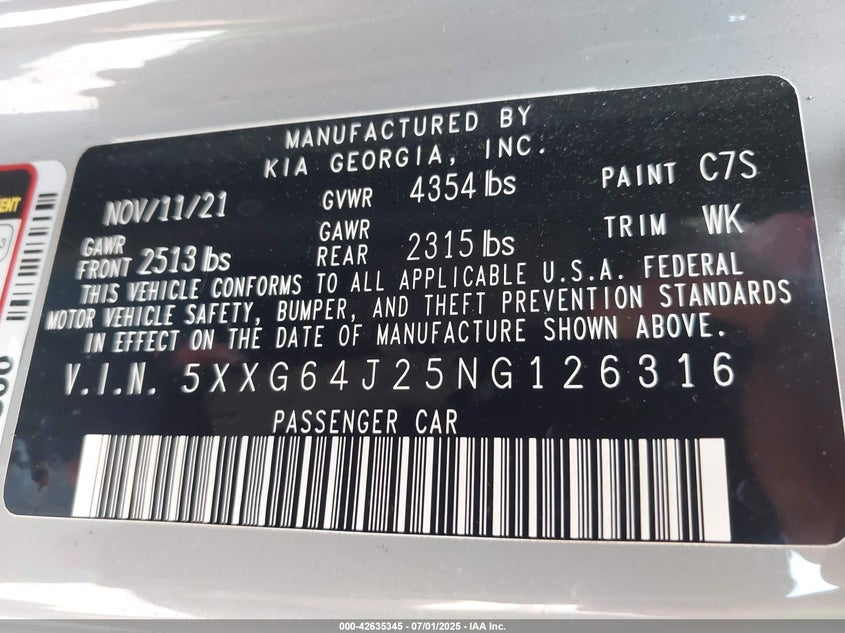 MANUFACTURED BY
KIA GEORGIA, INC.
NOV/11/21 GVWR 4354 lbs PAINT C7S
GAWR FRONT 2513 lbs GAWR REAR 2315 lbs TRIM WK
THIS VEHICLE CONFORMS TO ALL APPLICABLE U.S.A. FEDERAL
MOTOR VEHICLE SAFETY, BUMPER, AND THEFT PREVENTION STANDARDS
IN EFFECT ON THE DATE OF MANUFACTURE SHOWN ABOVE.
V.I.N. 5XXG64J25NG126316
PASSENGER CAR
000-42635345 - 07/01/2025 - IAA Inc.